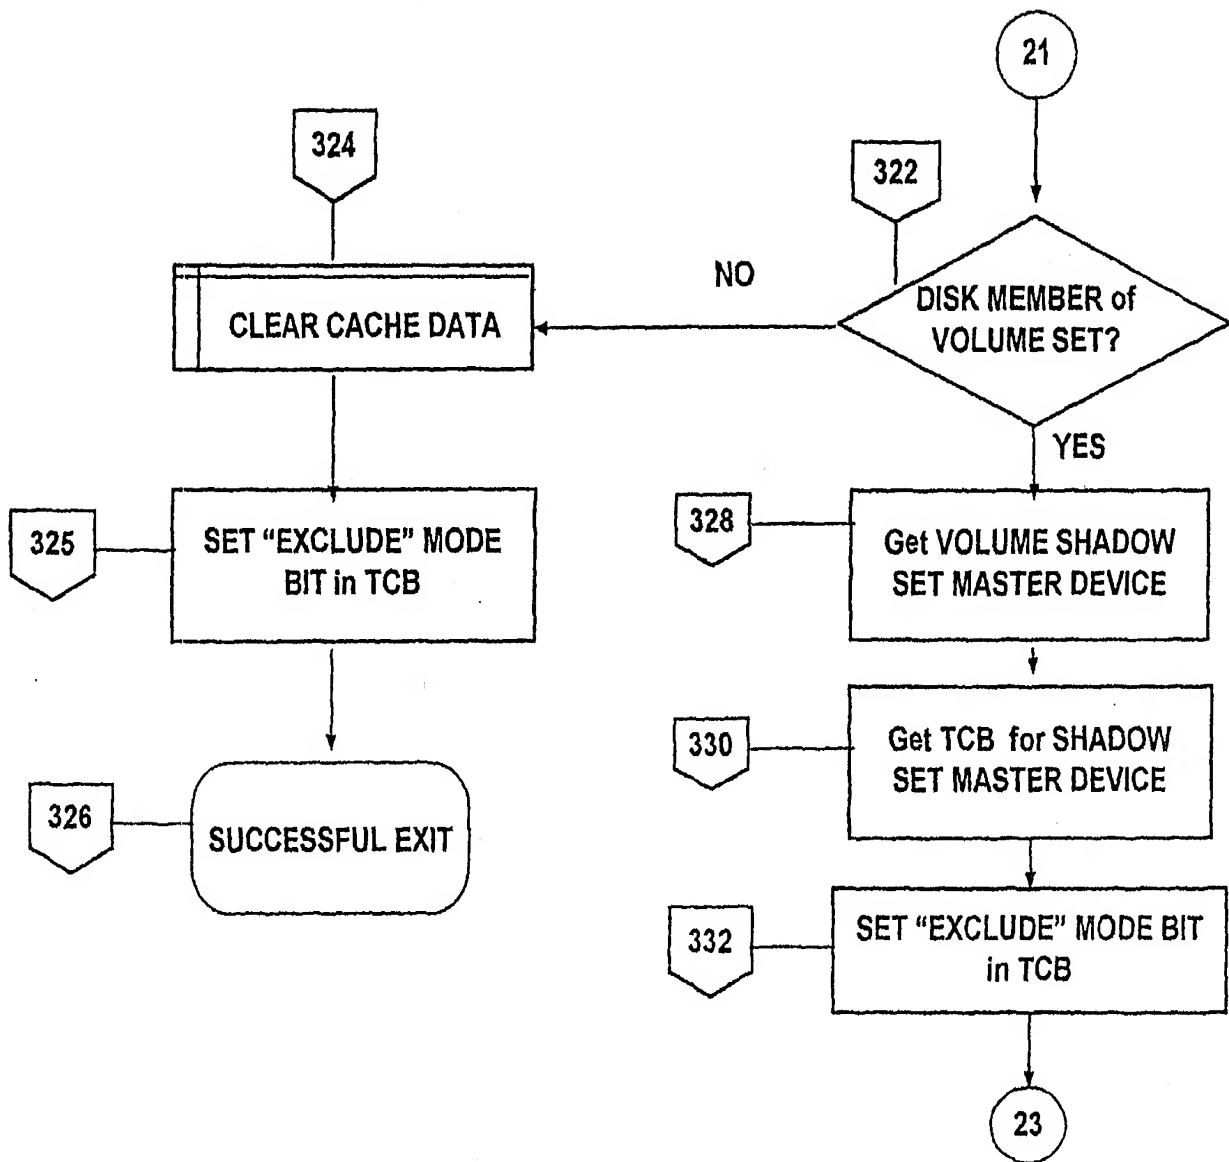 21
324
322
NO
CLEAR CACHE DATA
DISK MEMBER of
VOLUME SET?
YES
325
SET “EXCLUDE” MODE
BIT in TCB
328
Get VOLUME SHADOW
SET MASTER DEVICE
330
Get TCB for SHADOW
SET MASTER DEVICE
326
SUCCESSFUL EXIT
332
SET “EXCLUDE” MODE BIT
in TCB
23